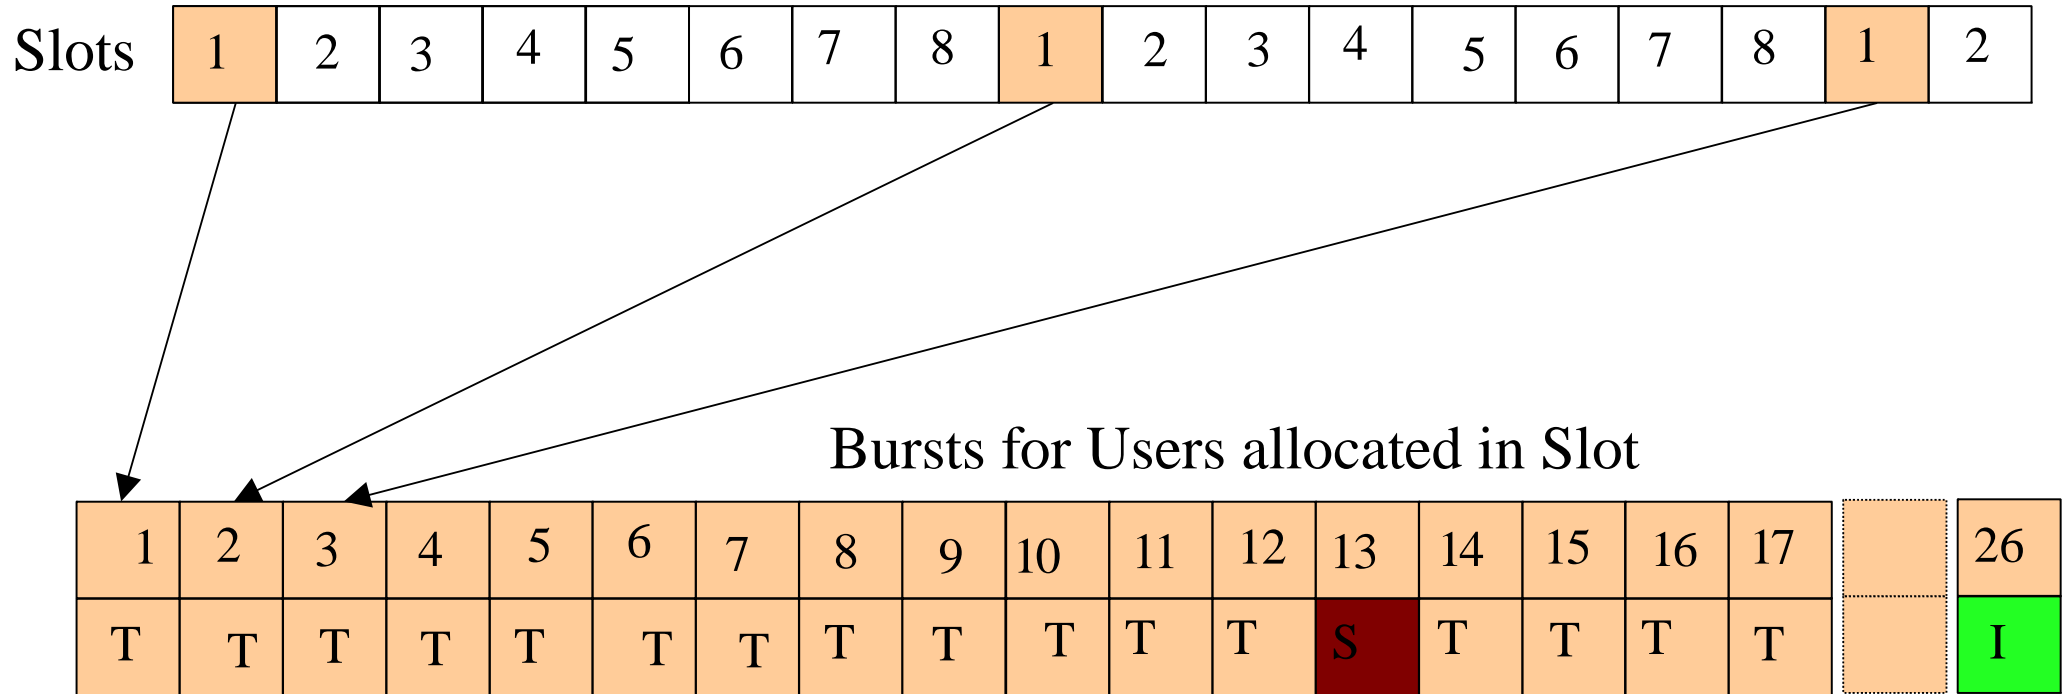 Slots 1 2 3 4 5 6 7 8 1 2 3 4 5 6 7 8 1 2
Bursts for Users allocated in Slot
1 2 3 4 5 6 7 8 9 10 11 12 13 14 15 16 17 26
T T T T T T T T T T T T S T T T T I